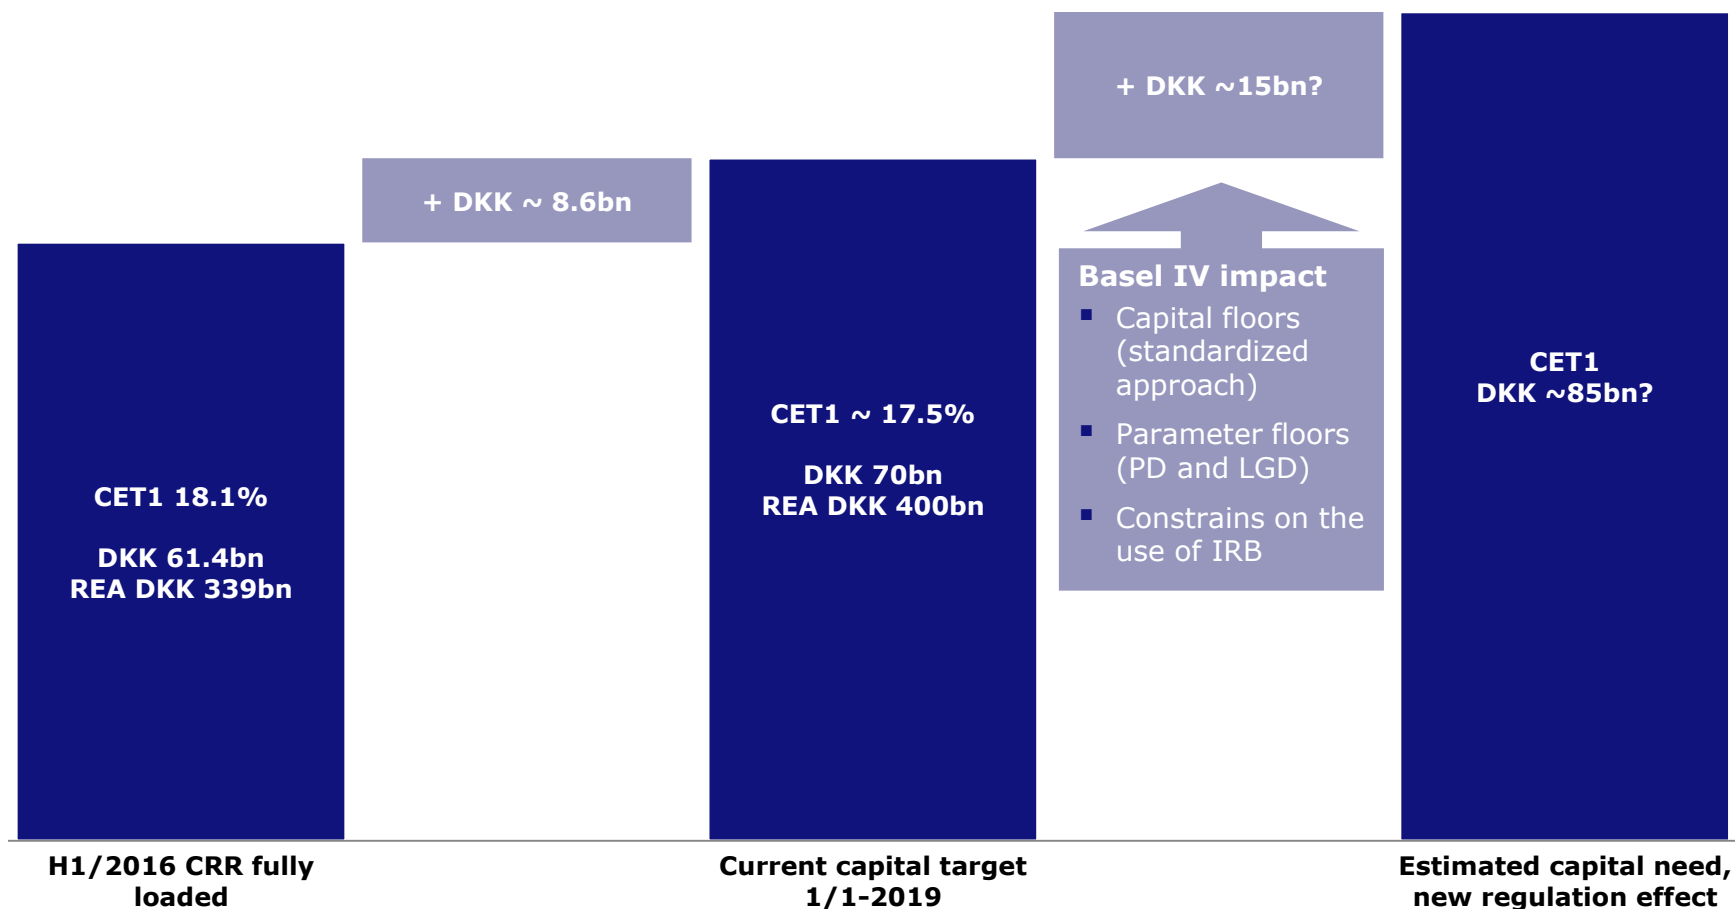 CET1 18.1%
DKK 61.4bn
REA DKK 339bn
H1/2016 CRR fully
loaded
+ DKK ~ 8.6bn
CET1 ~ 17.5%
DKK 70bn
REA DKK 400bn
Current capital target
1/1-2019
+ DKK ~15bn?
Basel IV impact
▪ Capital floors
(standardized
approach)
▪ Parameter floors
(PD and LGD)
▪ Constrains on the
use of IRB
CET1
DKK ~85bn?
Estimated capital need,
new regulation effect